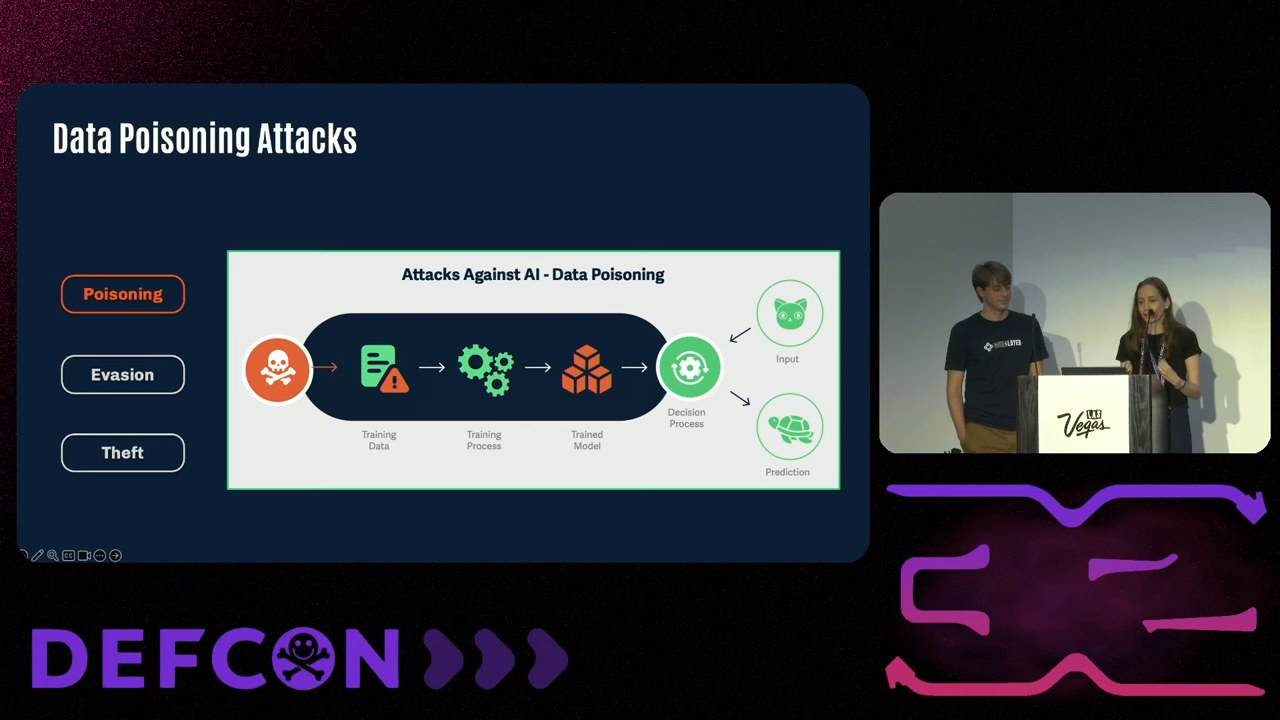 Data Poisoning Attacks
Poisoning
Evasion
Theft
Attacks Against AI - Data Poisoning
Training
Data
Training
Process
Trained
Model
Decision
Process
Input
Prediction
LAS
Vegas
DEFCON